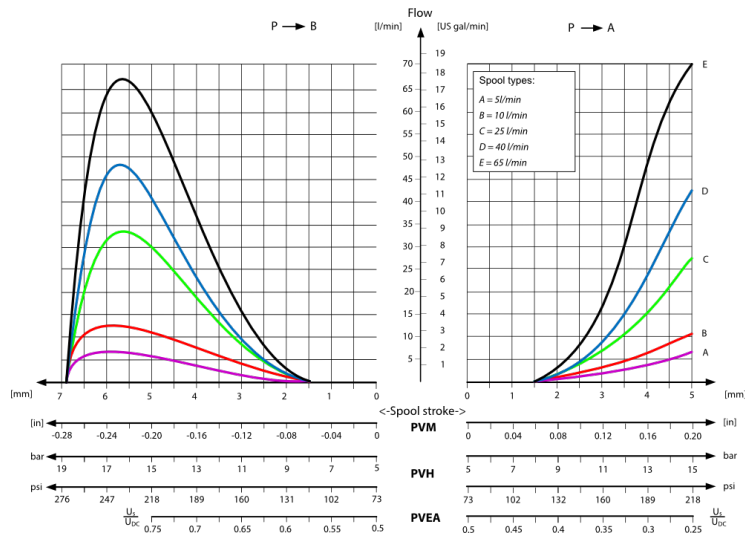 Flow
P → B
[l/min]
[US gal/min]
P → A
70
65
60
55
50
45
40
35
30
25
20
15
10
5
19
18
17
16
15
14
13
12
11
10
9
8
7
6
5
4
3
2
1
Spool types:
A = 5l/min
B = 10 l/min
C = 25 l/min
D = 40 l/min
E = 65 l/min
E
D
C
B
A
[mm]
7 6 5 4 3 2 1 0
0 1 2 3 4 5
[mm]
<-Spool stroke->
[in]
-0.28 -0.24 -0.20 -0.16 -0.12 -0.08 -0.04 0
PVM
0 0.04 0.08 0.12 0.16 0.20
[in]
bar
19 17 15 13 11 9 7 5
PVH
5 7 9 11 13 15
bar
psi
276 247 218 189 160 131 102 73
73 102 132 160 189 218
psi
Us
UDC
0.75 0.7 0.65 0.6 0.55 0.5
PVEA
0.5 0.45 0.4 0.35 0.3 0.25
Us
UDC